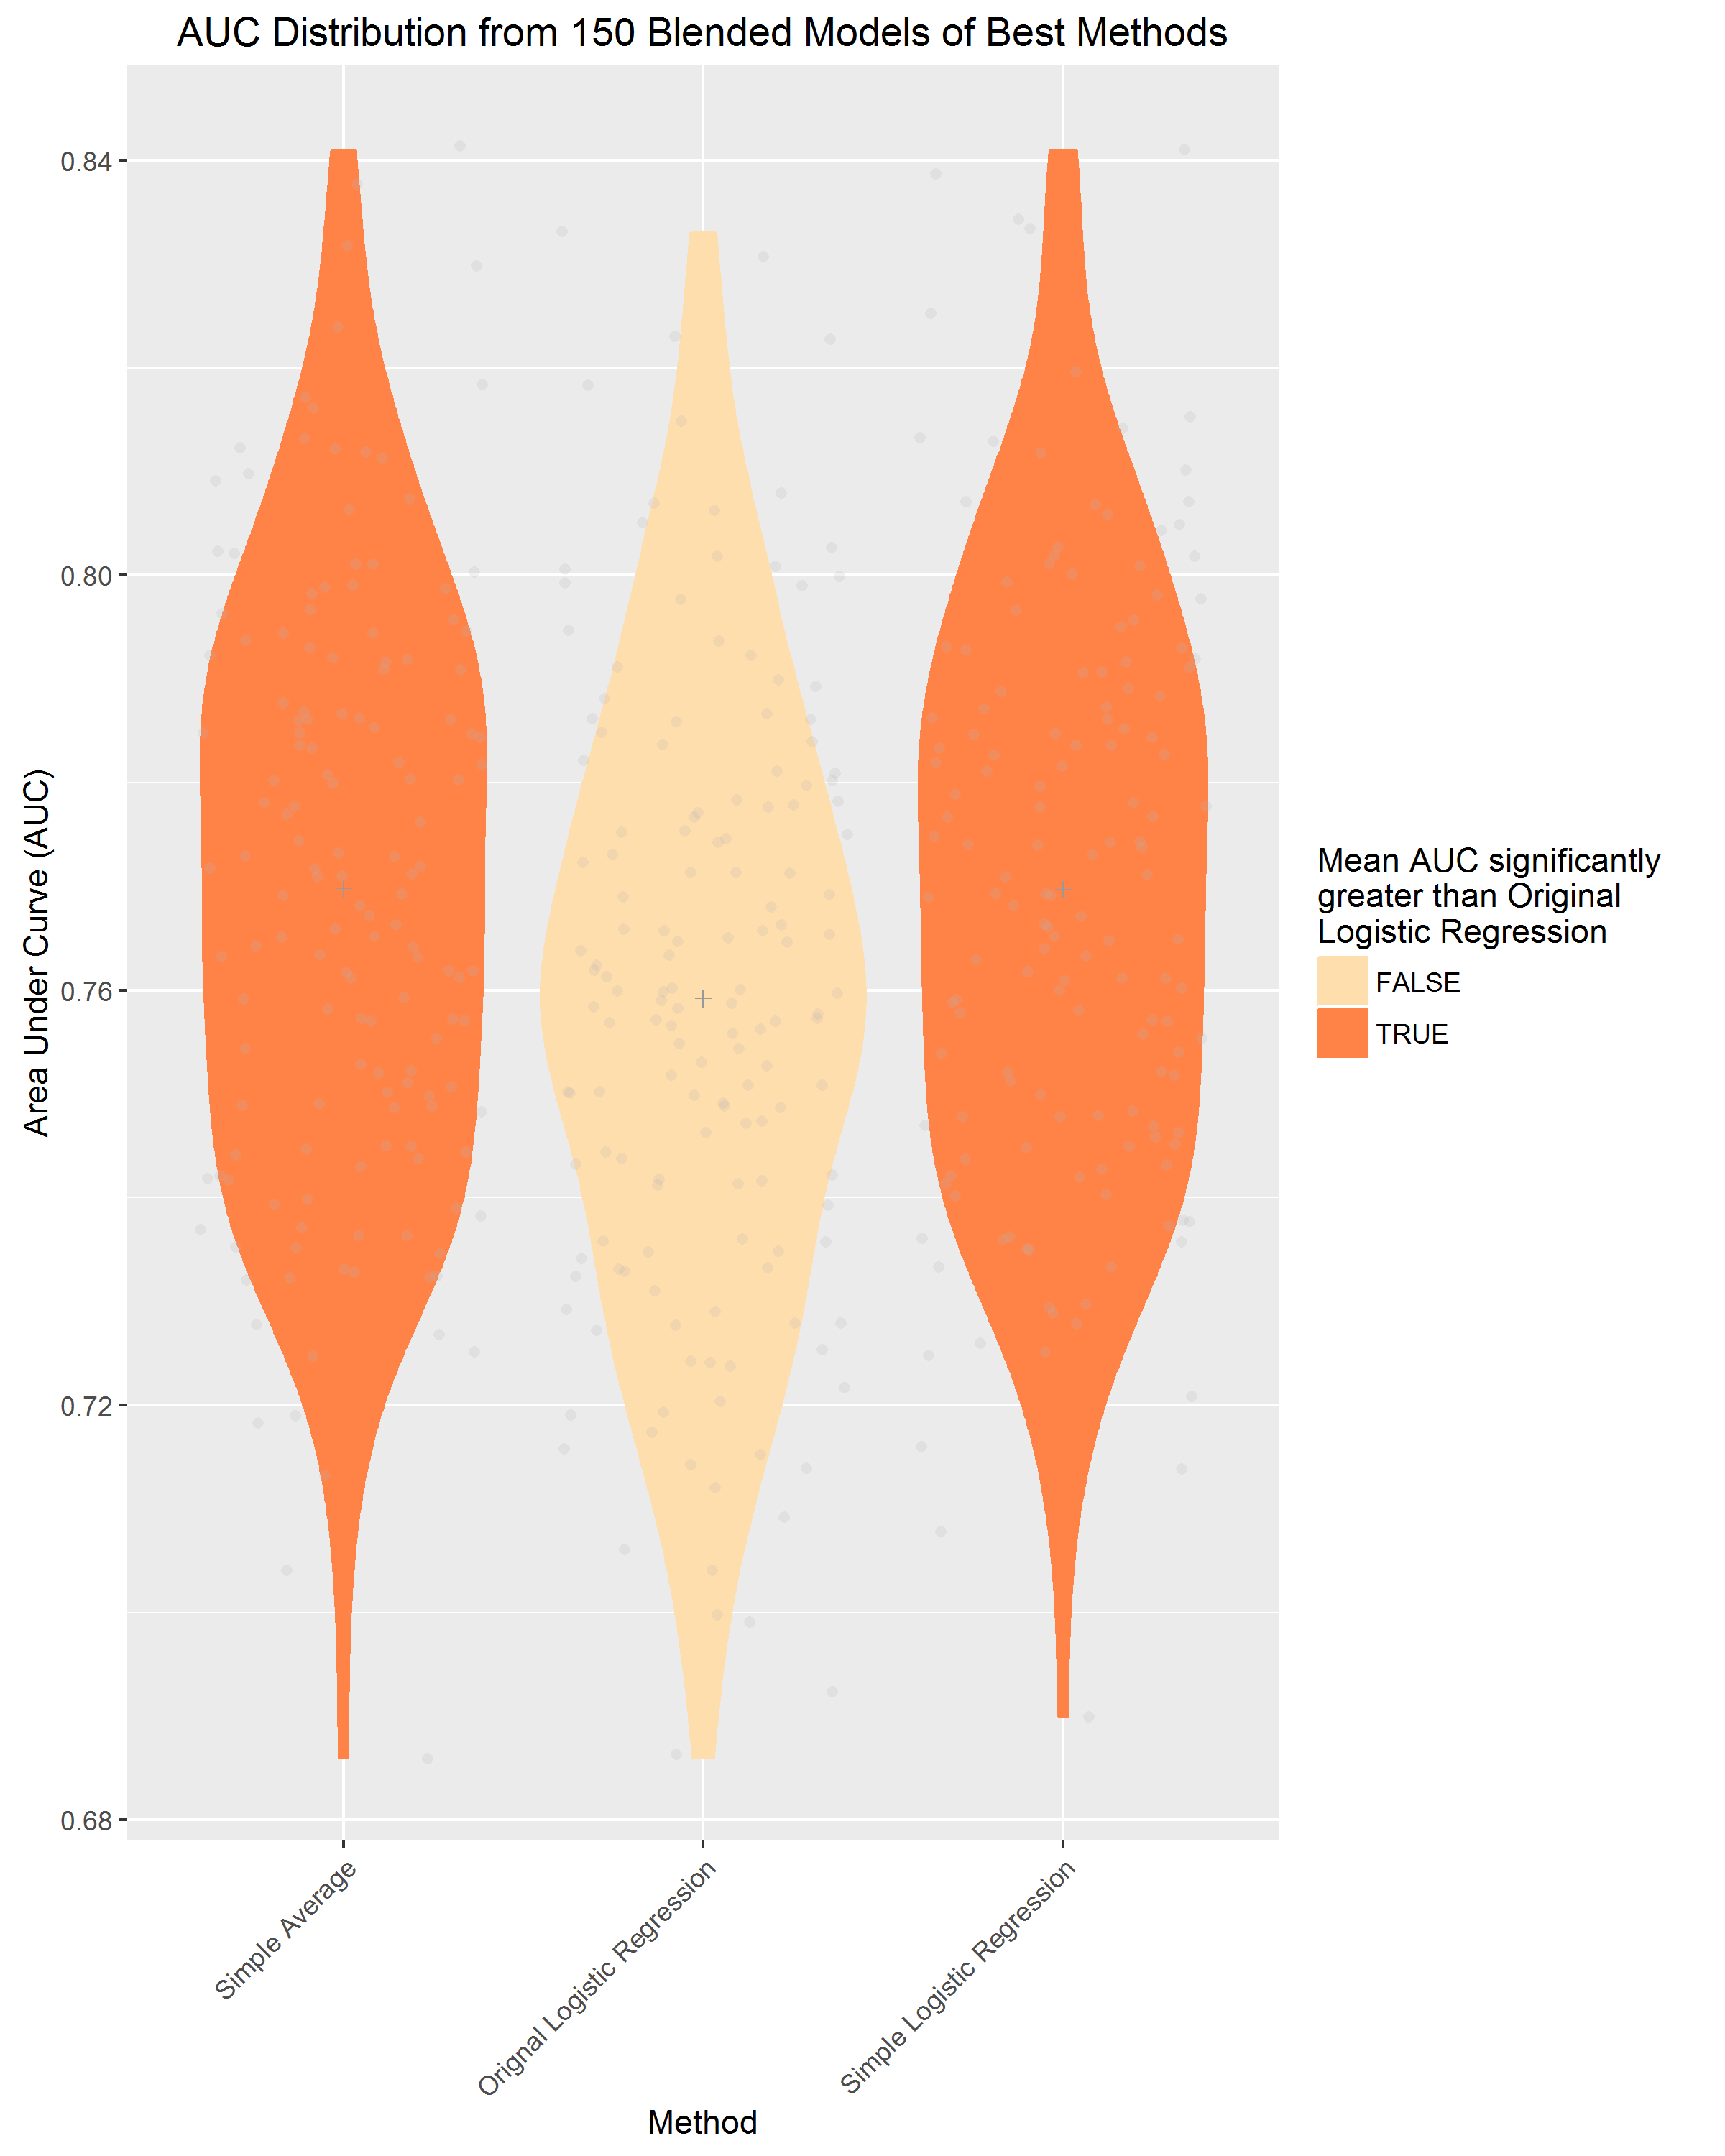 AUC Distribution from 150 Blended Models of Best Methods
Area Under Curve (AUC)
0.84
0.80
0.76
0.72
0.68
Simple Average
Orignal Logistic Regression
Simple Logistic Regression
Method
Mean AUC significantly
greater than Original
Logistic Regression
FALSE
TRUE